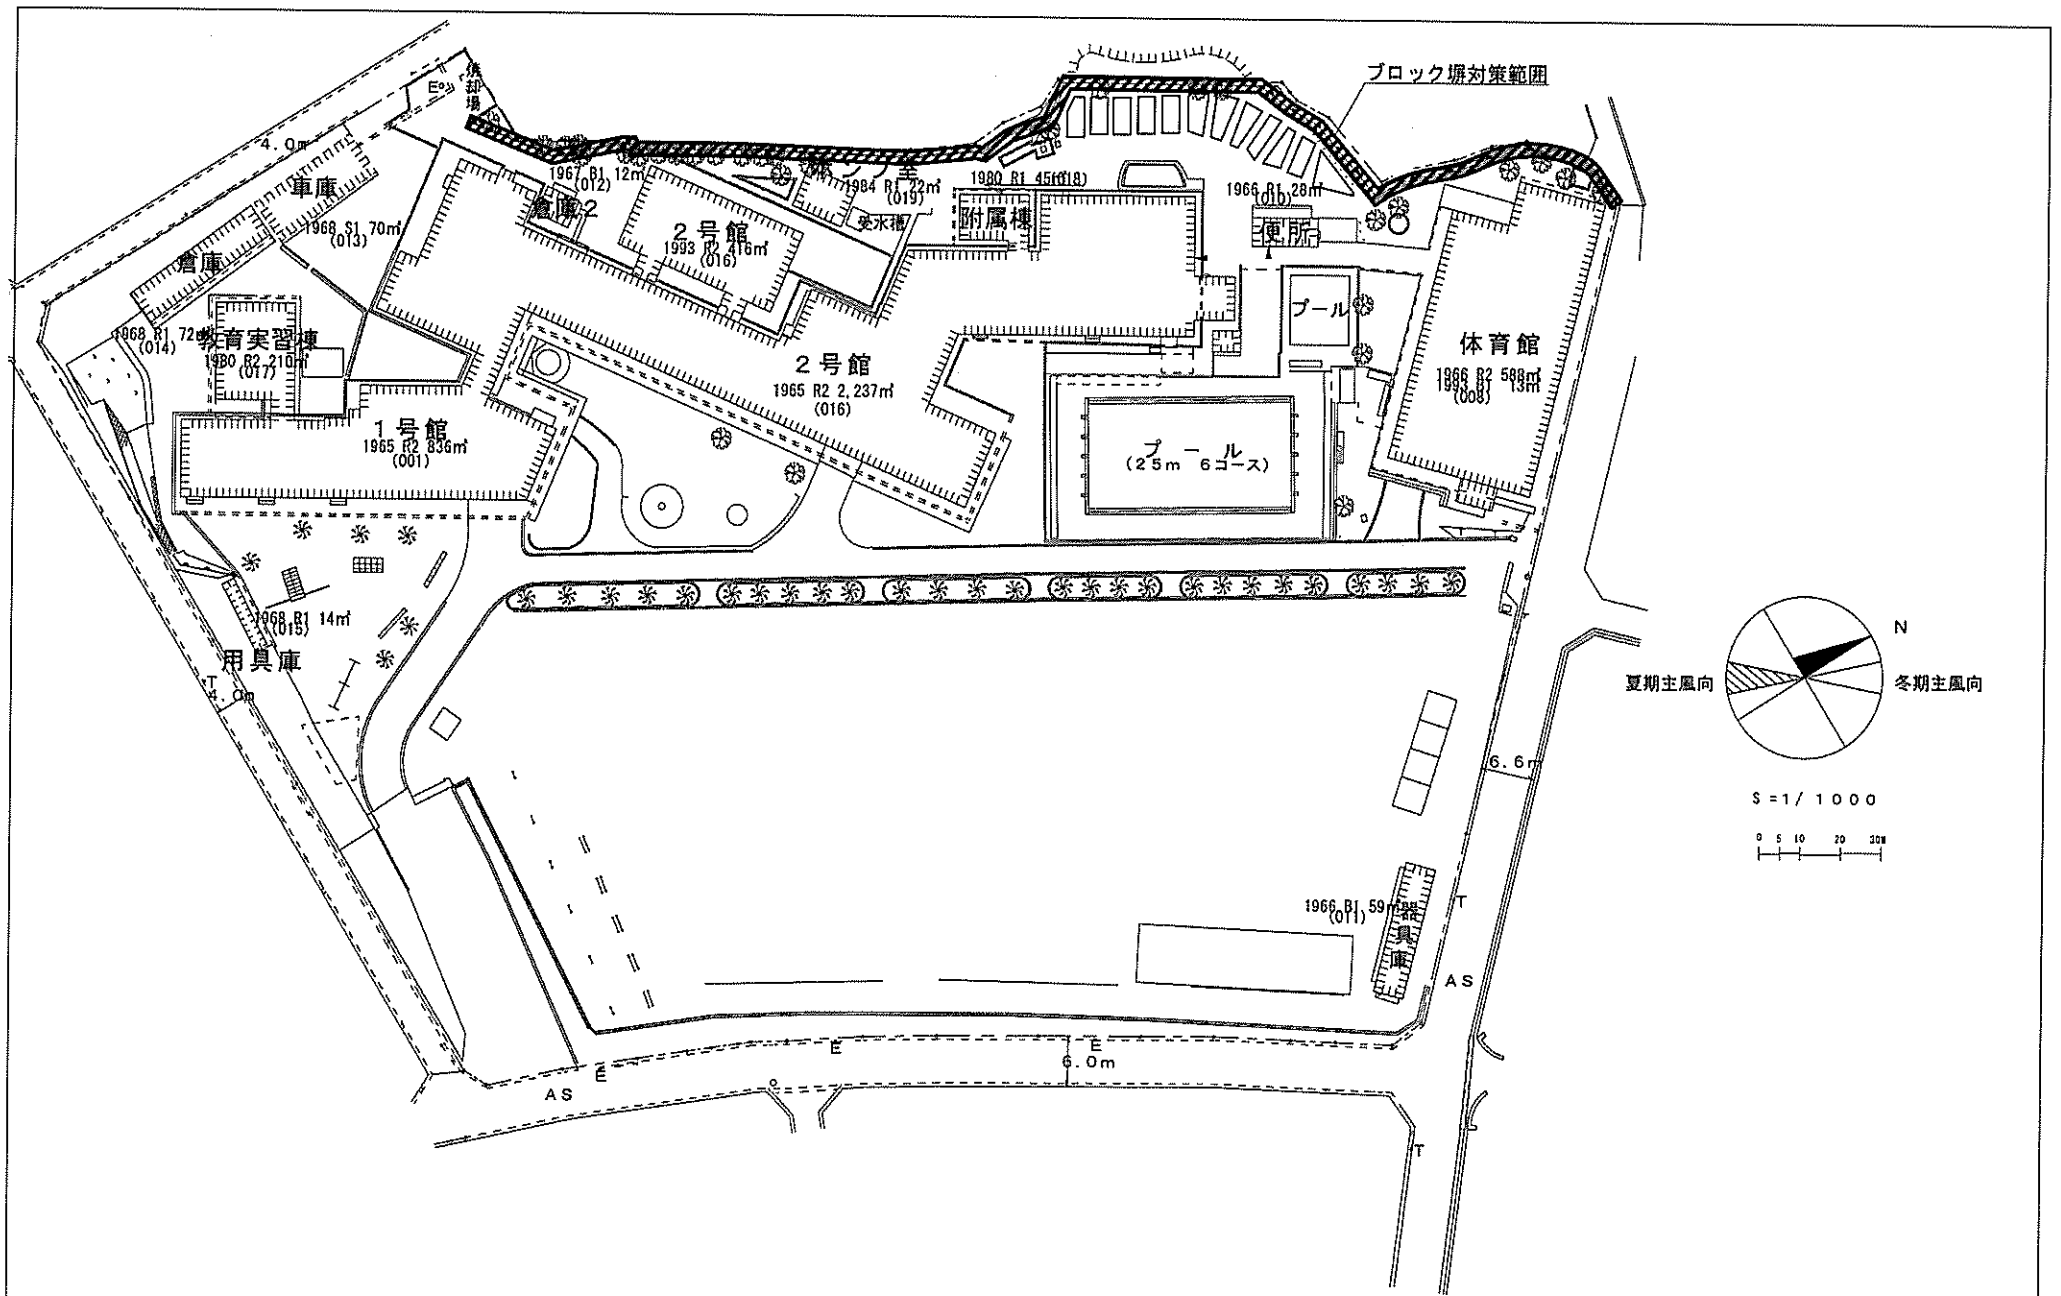 ブロック塀対策範囲
焼却場
E
4.0m
車庫
1968 S1 70㎡
(013)
倉庫
1967 B1 12㎡
(012)
倉庫2
2号館
1993 R2 416㎡
(016)
1984 R1 22㎡
(019)
受水槽
1980 R1 45㎡
(018)
附属棟
1966 R1 28㎡
(010)
便所
プール
体育館
1966 R2 588㎡
1993 R1 13㎡
(008)
1968 R1 72㎡
(014)
教育実習棟
1980 R2 210㎡
(017)
1号館
1965 R2 836㎡
(001)
2号館
1965 R2 2,237㎡
(016)
プール
(25m 6コース)
1968 R1 14㎡
(015)
用具庫
T
4.0m
N
夏期主風向
冬期主風向
S=1/1000
0 5 10 20 30M
6.6m
T
1966 B1 59㎡
(011)
器具庫
AS
E
E
E
6.0m
AS
T